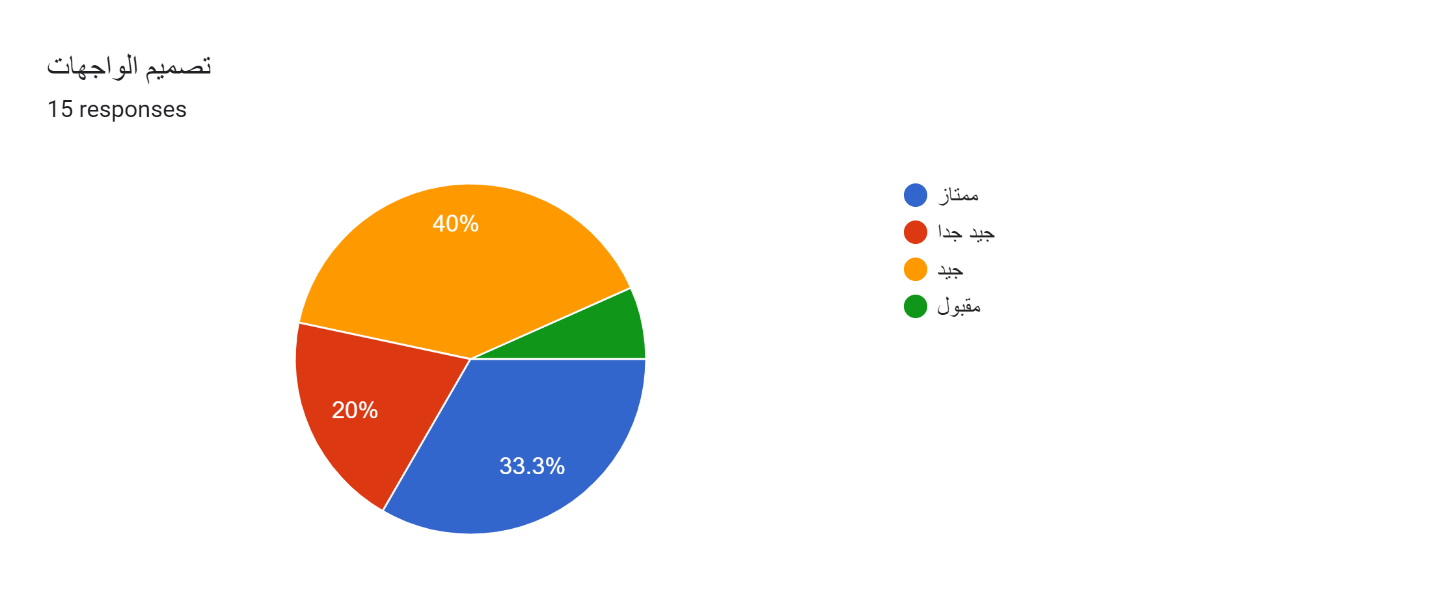 تصميم الواجهات
15 responses
40%
20%
33.3%
ممتاز
جيد جدا
جيد
مقبول